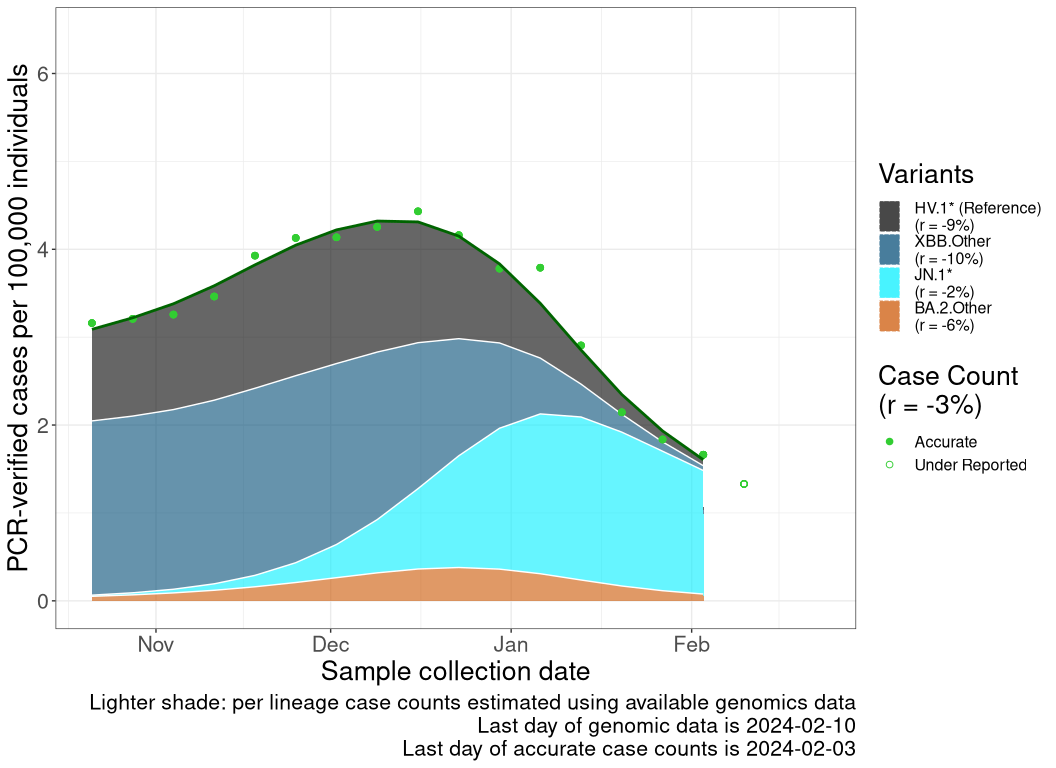 PCR-verified cases per 100,000 individuals
6
4
2
0
Nov Dec Jan Feb
Sample collection date
Lighter shade: per lineage case counts estimated using available genomics data
Last day of genomic data is 2024-02-10
Last day of accurate case counts is 2024-02-03
Variants
HV.1* (Reference)
(r = -9%)
XBB.Other
(r = -10%)
JN.1*
(r = -2%)
BA.2.Other
(r = -6%)
Case Count
(r = -3%)
Accurate
Under Reported